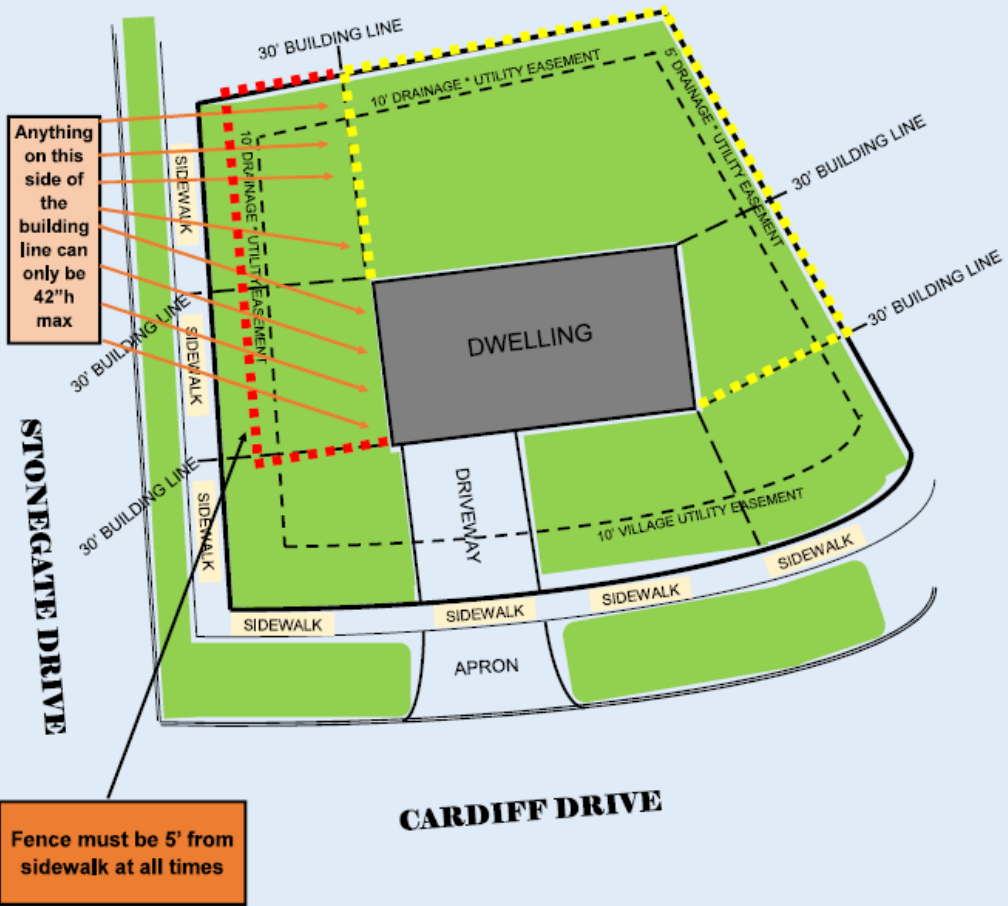 30' BUILDING LINE
10' DRAINAGE * UTILITY EASEMENT
5' DRAINAGE * UTILITY EASEMENT
Anything
on this
side of
the
building
line can
only be
42”h
max
SIDEWALK
10' DRAINAGE * UTILITY EASEMENT
30' BUILDING LINE
30' BUILDING LINE
30' BUILDING LINE
SIDEWALK
DWELLING
30' BUILDING LINE
SIDEWALK
DRIVEWAY
10' VILLAGE UTILITY EASEMENT
SIDEWALK
SIDEWALK
SIDEWALK
SIDEWALK
APRON
STONEGATE DRIVE
CARDIFF DRIVE
Fence must be 5’ from
sidewalk at all times